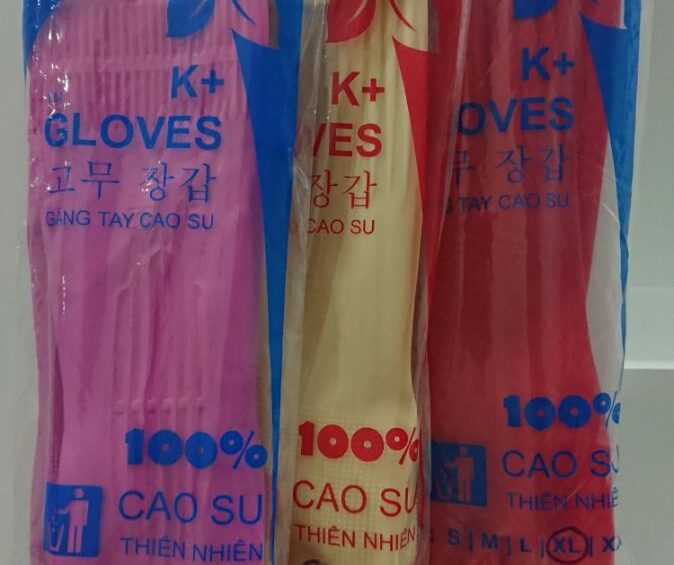 K+
GLOVES
고무 장갑
GĂNG TAY CAO SU
100%
CAO SU
THIÊN NHIÊN
K+
VES
장갑
CAO SU
100%
CAO SU
THIÊN NHIÊN
K+
OVES
무 장갑
TAY CAO SU
100%
CAO SU
THIÊN NHIÊ
S|M|L|XL|X